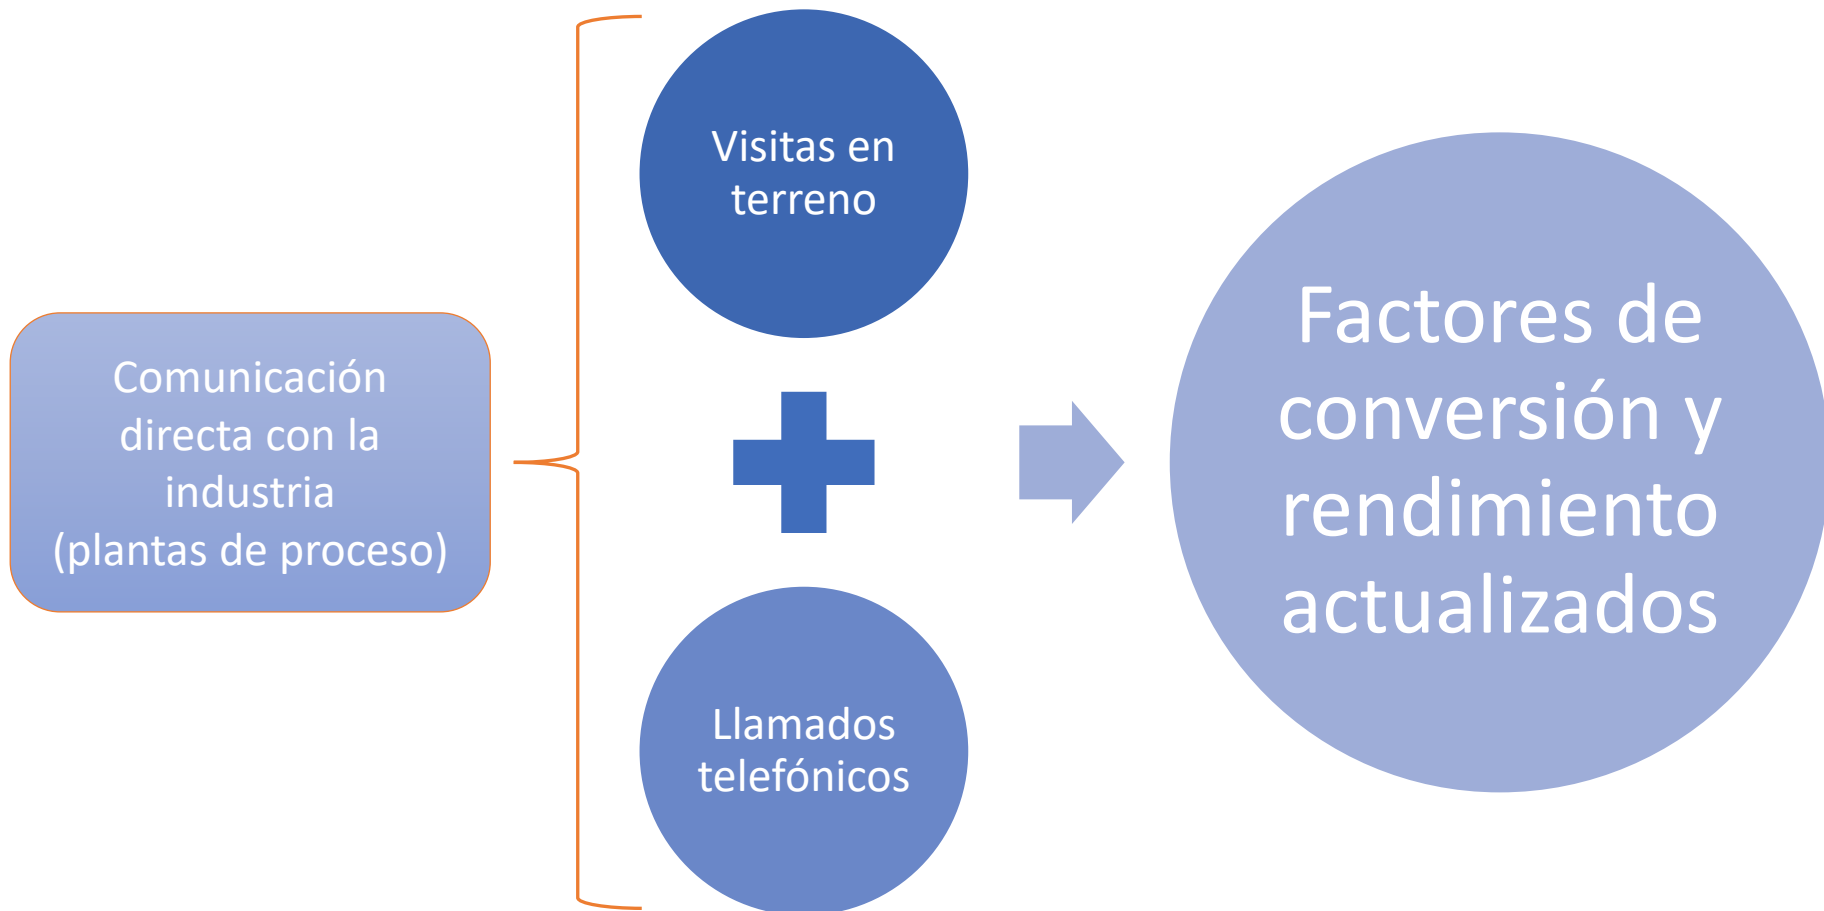 Comunicación
directa con la
industria
(plantas de proceso)
Visitas en
terreno
Llamados
telefónicos
Factores de
conversión y
rendimiento
actualizados